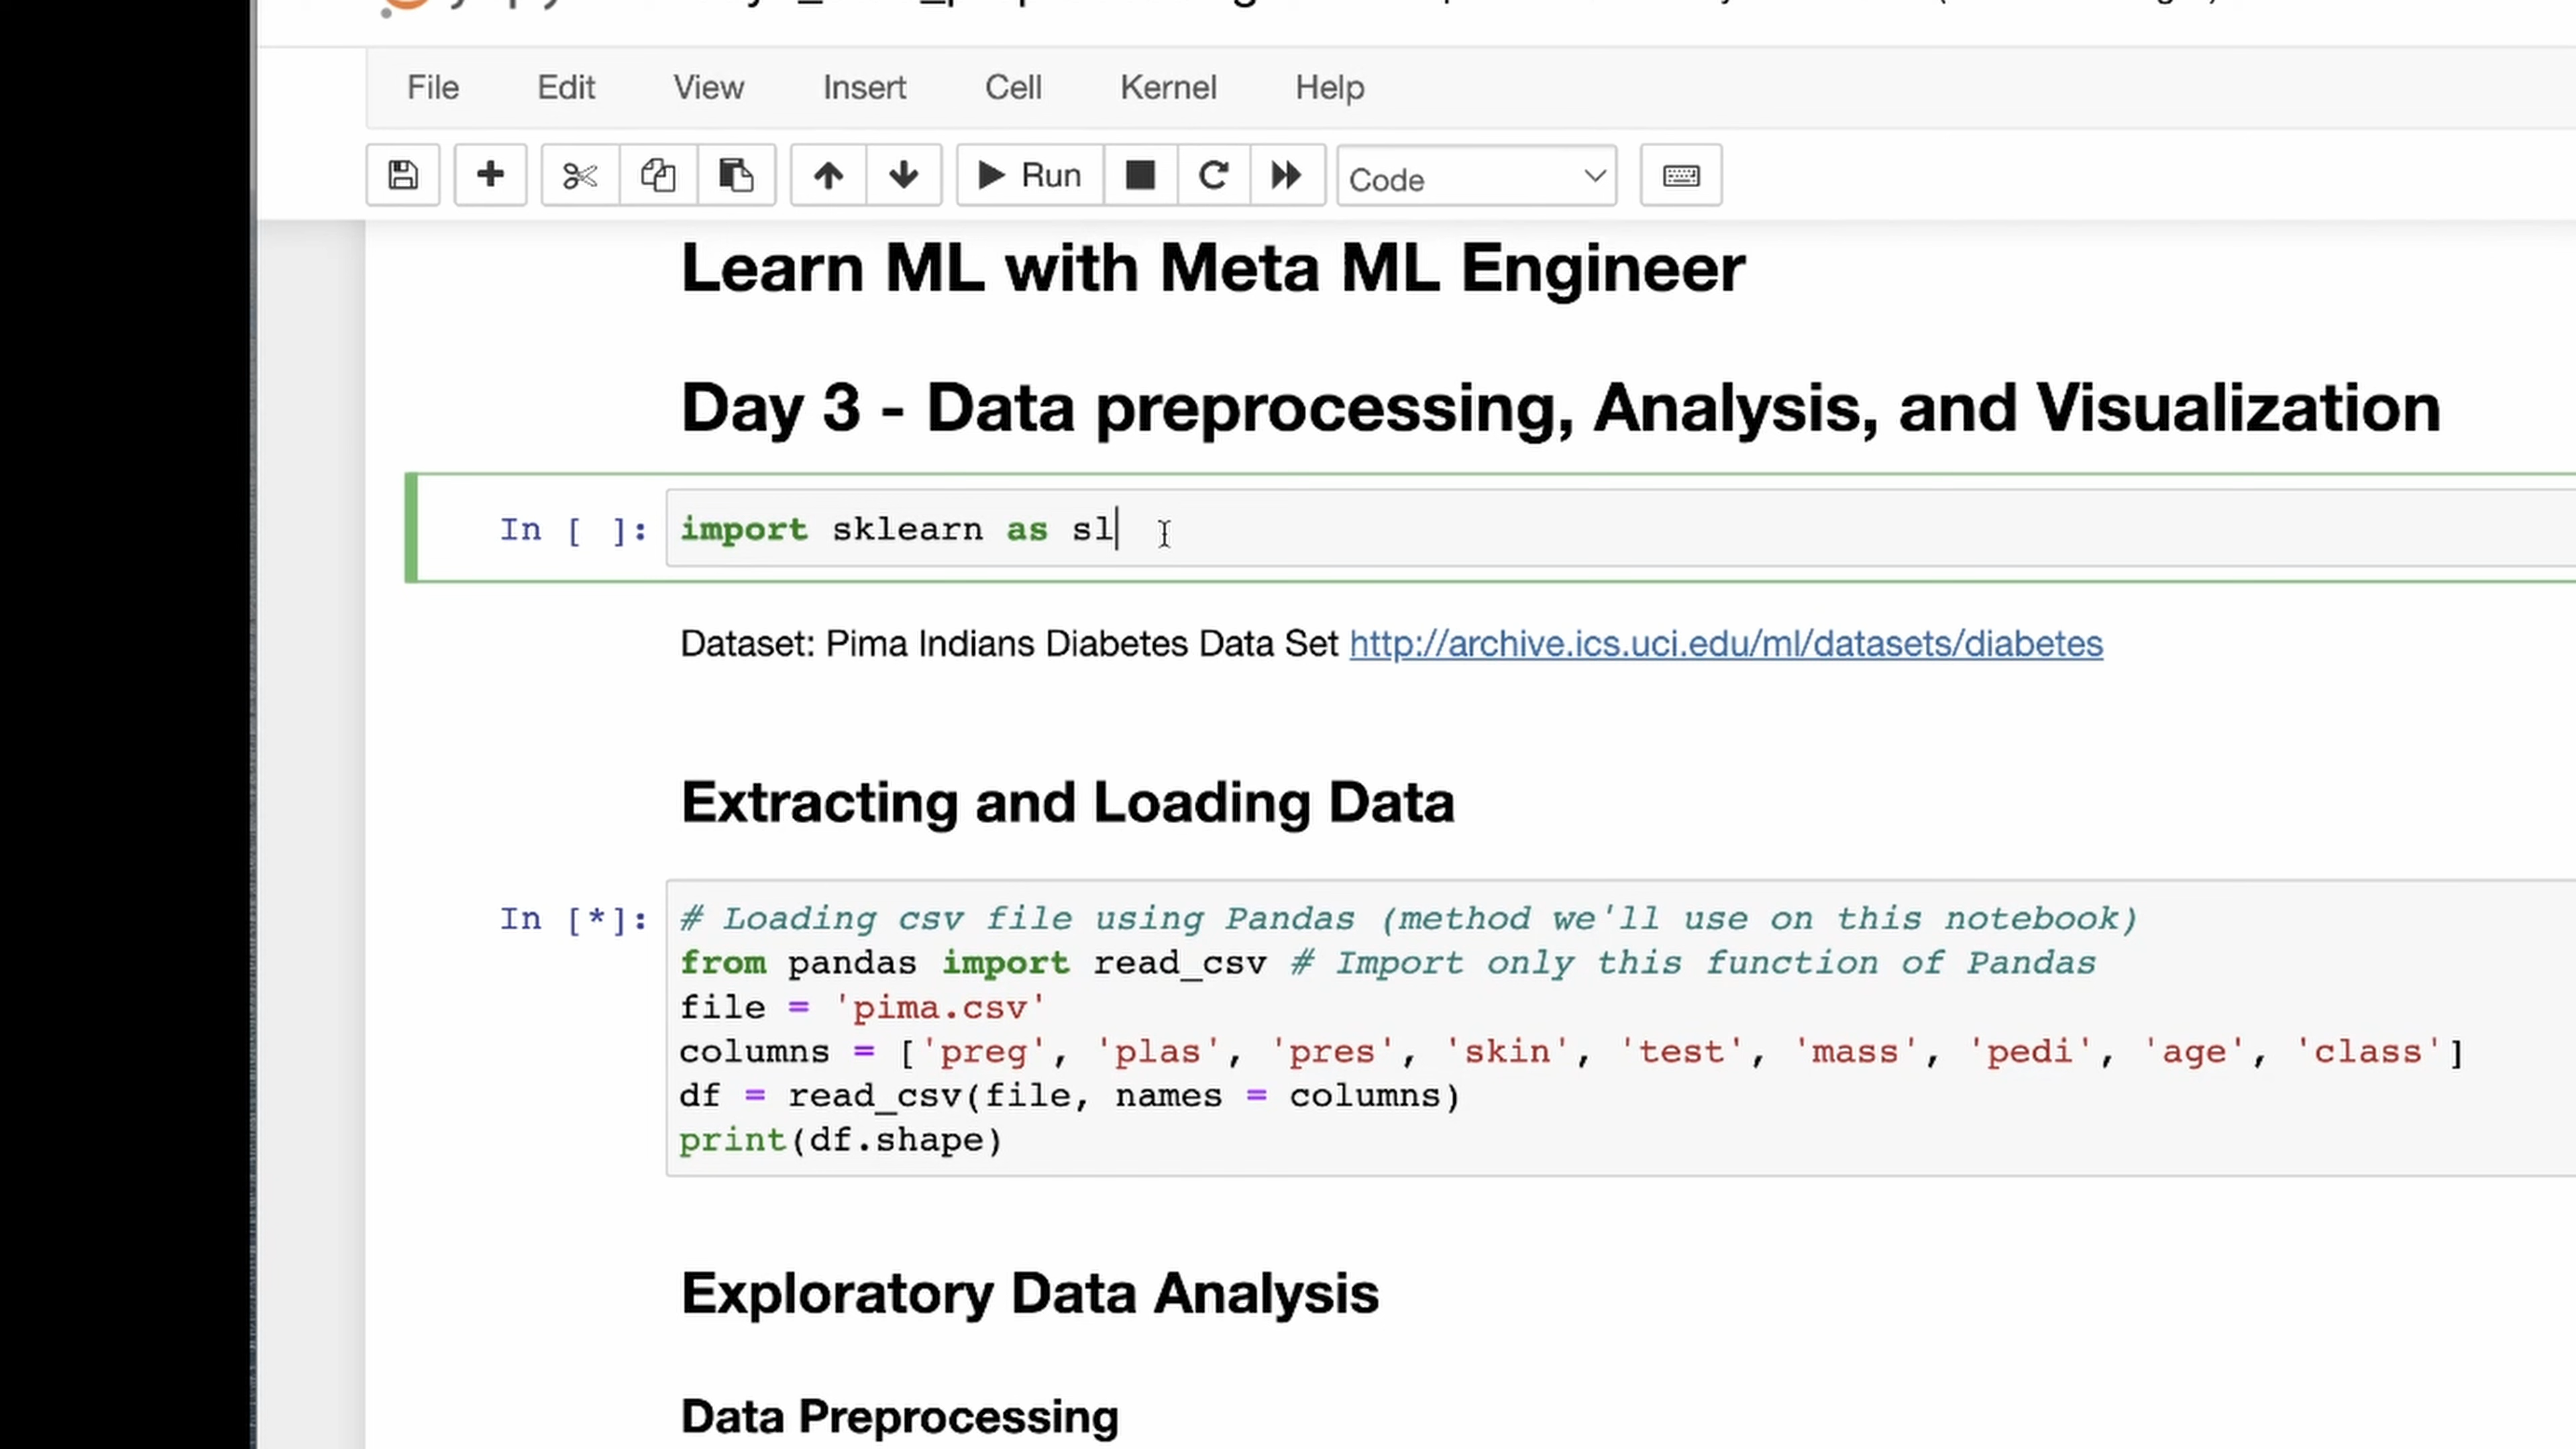 File Edit View Insert Cell Kernel Help
Run Code
Learn ML with Meta ML Engineer
Day 3 - Data preprocessing, Analysis, and Visualization
In [ ]: import sklearn as sl
Dataset: Pima Indians Diabetes Data Set http://archive.ics.uci.edu/ml/datasets/diabetes
Extracting and Loading Data
In [*]: # Loading csv file using Pandas (method we'll use on this notebook)
from pandas import read_csv # Import only this function of Pandas
file = 'pima.csv'
columns = ['preg', 'plas', 'pres', 'skin', 'test', 'mass', 'pedi', 'age', 'class']
df = read_csv(file, names = columns)
print(df.shape)
Exploratory Data Analysis
Data Preprocessing